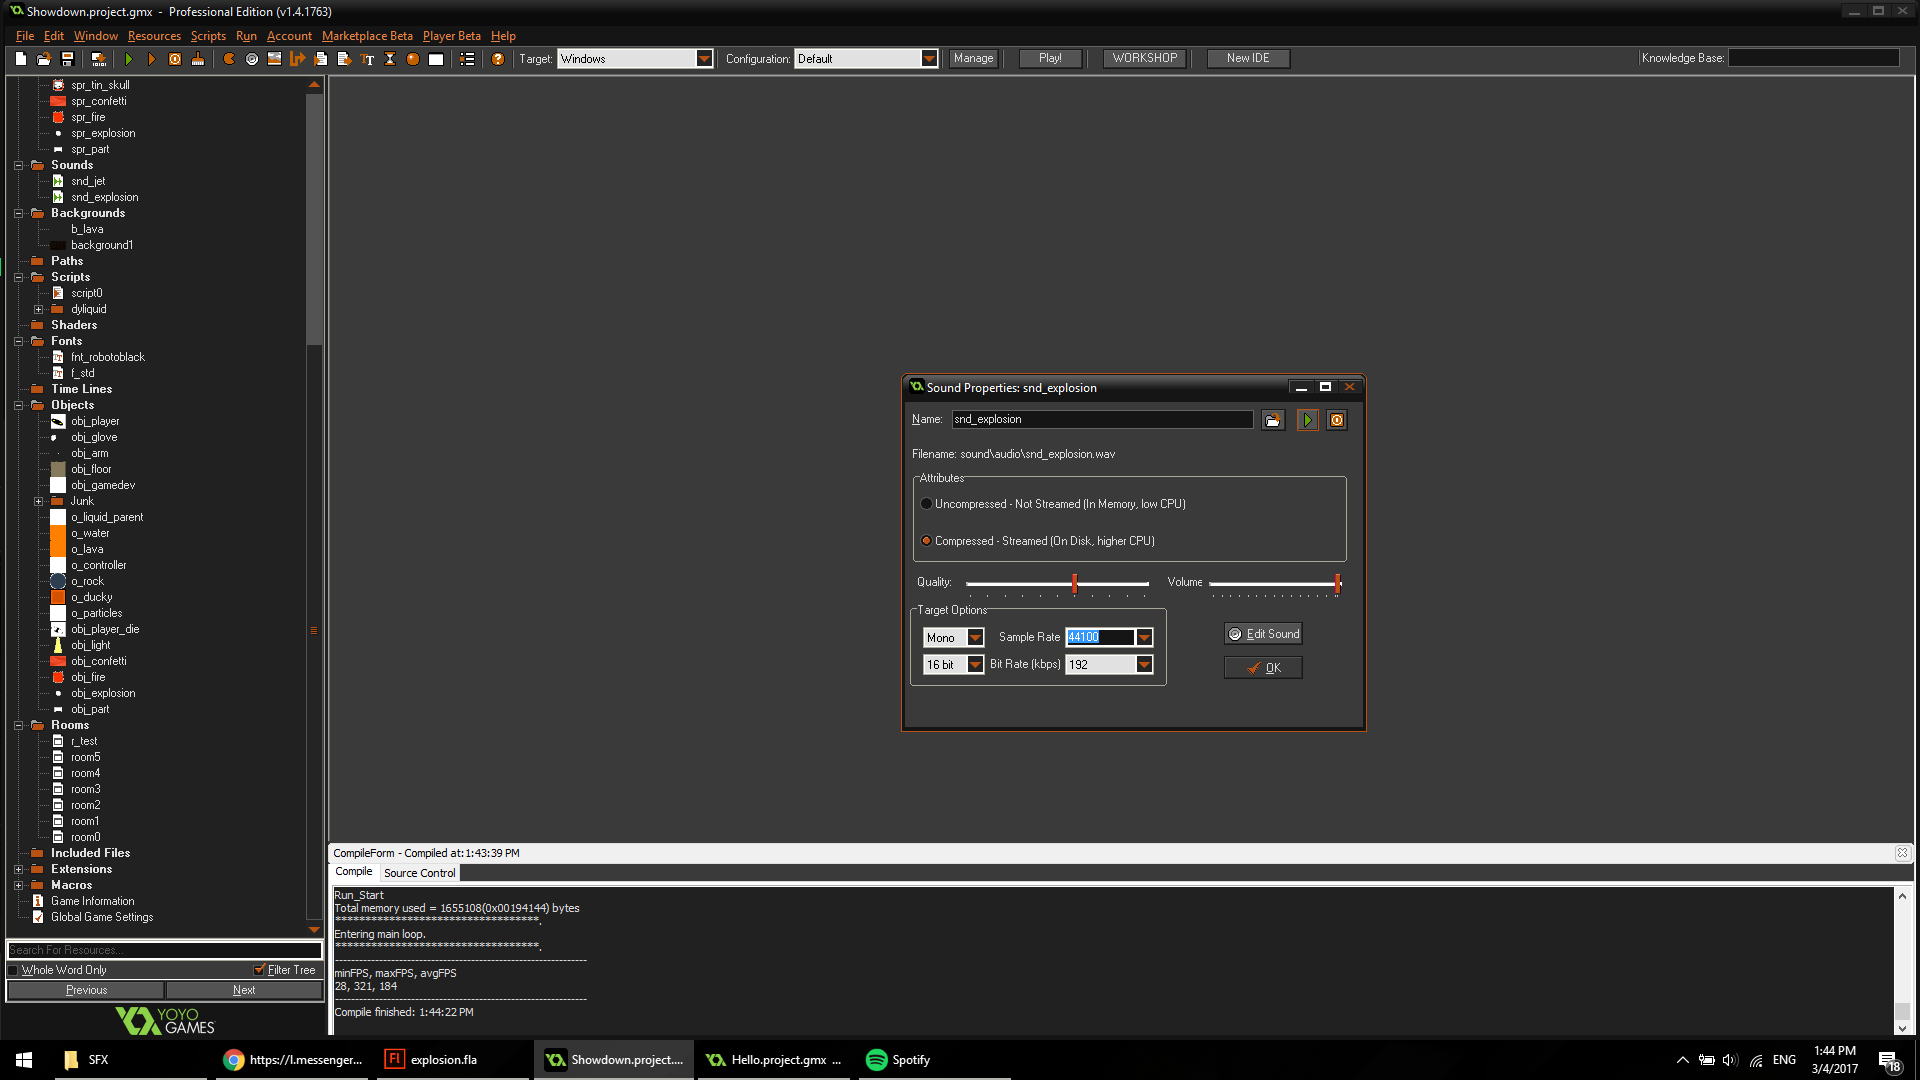 Showdown.project.gmx - Professional Edition (v1.4.1763)
File Edit Window Resources Scripts Run Account Marketplace Beta Player Beta Help
Target: Windows Configuration: Default Manage Play! WORKSHOP New IDE Knowledge Base:
spr_tin_skull
spr_confetti
spr_fire
spr_explosion
spr_part
Sounds
snd_jet
snd_explosion
Backgrounds
b_lava
background1
Paths
Scripts
script0
dyliquid
Shaders
Fonts
fnt_robotoblack
f_std
Time Lines
Objects
obj_player
obj_glove
obj_arm
obj_floor
obj_gamedev
Junk
o_liquid_parent
o_water
o_lava
o_controller
o_rock
o_ducky
o_particles
obj_player_die
obj_light
obj_confetti
obj_fire
obj_explosion
obj_part
Rooms
r_test
room5
room4
room3
room2
room1
room0
Included Files
Extensions
Macros
Game Information
Global Game Settings
Search For Resources...
Whole Word Only Filter Tree
Previous Next
YOYO
GAMES
Sound Properties: snd_explosion
Name: snd_explosion
Filename: sound\audio\snd_explosion.wav
Attributes
Uncompressed - Not Streamed (In Memory, low CPU)
Compressed - Streamed (On Disk, higher CPU)
Quality: Volume
Target Options
Mono Sample Rate 44100
Edit Sound
16 bit Bit Rate (kbps) 192
OK
CompileForm - Compiled at:1:43:39 PM
Compile Source Control
Run_Start
Total memory used = 1655108(0x00194144) bytes
***********************************.
Entering main loop.
***********************************.
---------------------------------------------------------------
minFPS, maxFPS, avgFPS
28, 321, 184
---------------------------------------------------------------
Compile finished: 1:44:22 PM
SFX
https://l.messenger...
Fl explosion.fla
Showdown.project....
Hello.project.gmx ...
Spotify
ENG
1:44 PM
3/4/2017
18